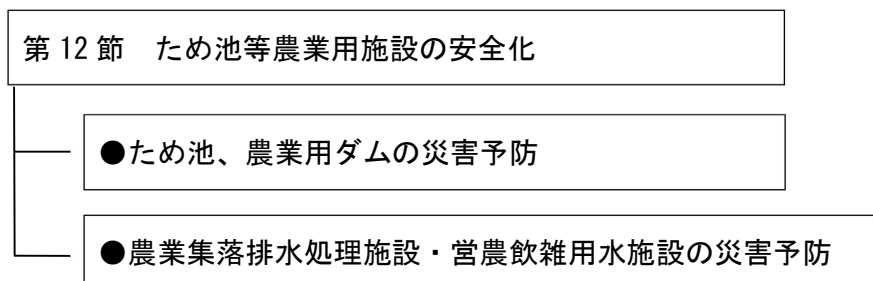 第12節　ため池等農業用施設の安全化
●ため池、農業用ダムの災害予防
●農業集落排水処理施設・営農飲雑用水施設の災害予防